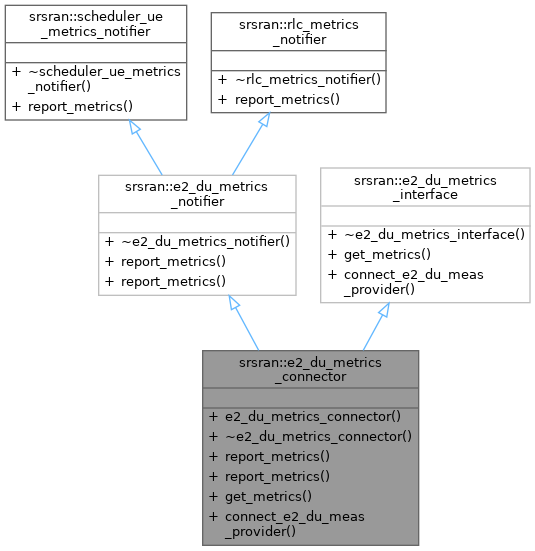 srsran::scheduler_ue
_metrics_notifier
+ ~scheduler_ue_metrics
_notifier()
+ report_metrics()
srsran::rlc_metrics
_notifier
+ ~rlc_metrics_notifier()
+ report_metrics()
srsran::e2_du_metrics
_notifier
+ ~e2_du_metrics_notifier()
+ report_metrics()
+ report_metrics()
srsran::e2_du_metrics
_interface
+ ~e2_du_metrics_interface()
+ get_metrics()
+ connect_e2_du_meas
_provider()
srsran::e2_du_metrics
_connector
+ e2_du_metrics_connector()
+ ~e2_du_metrics_connector()
+ report_metrics()
+ report_metrics()
+ get_metrics()
+ connect_e2_du_meas
_provider()